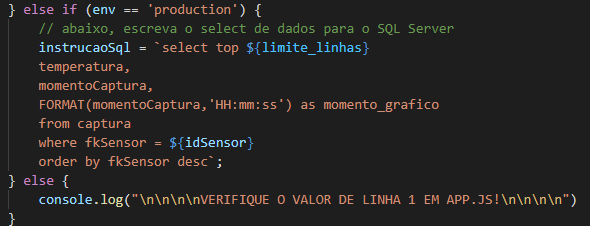 } else if (env == 'production') {
// abaixo, escreva o select de dados para o SQL Server
instrucaoSql = `select top ${limite_linhas}
temperatura,
momentoCaptura,
FORMAT(momentoCaptura,'HH:mm:ss') as momento_grafico
from captura
where fkSensor = ${idSensor}
order by fkSensor desc`;
} else {
console.log("\n\n\n\nVERIFIQUE O VALOR DE LINHA 1 EM APP.JS!\n\n\n\n")
}